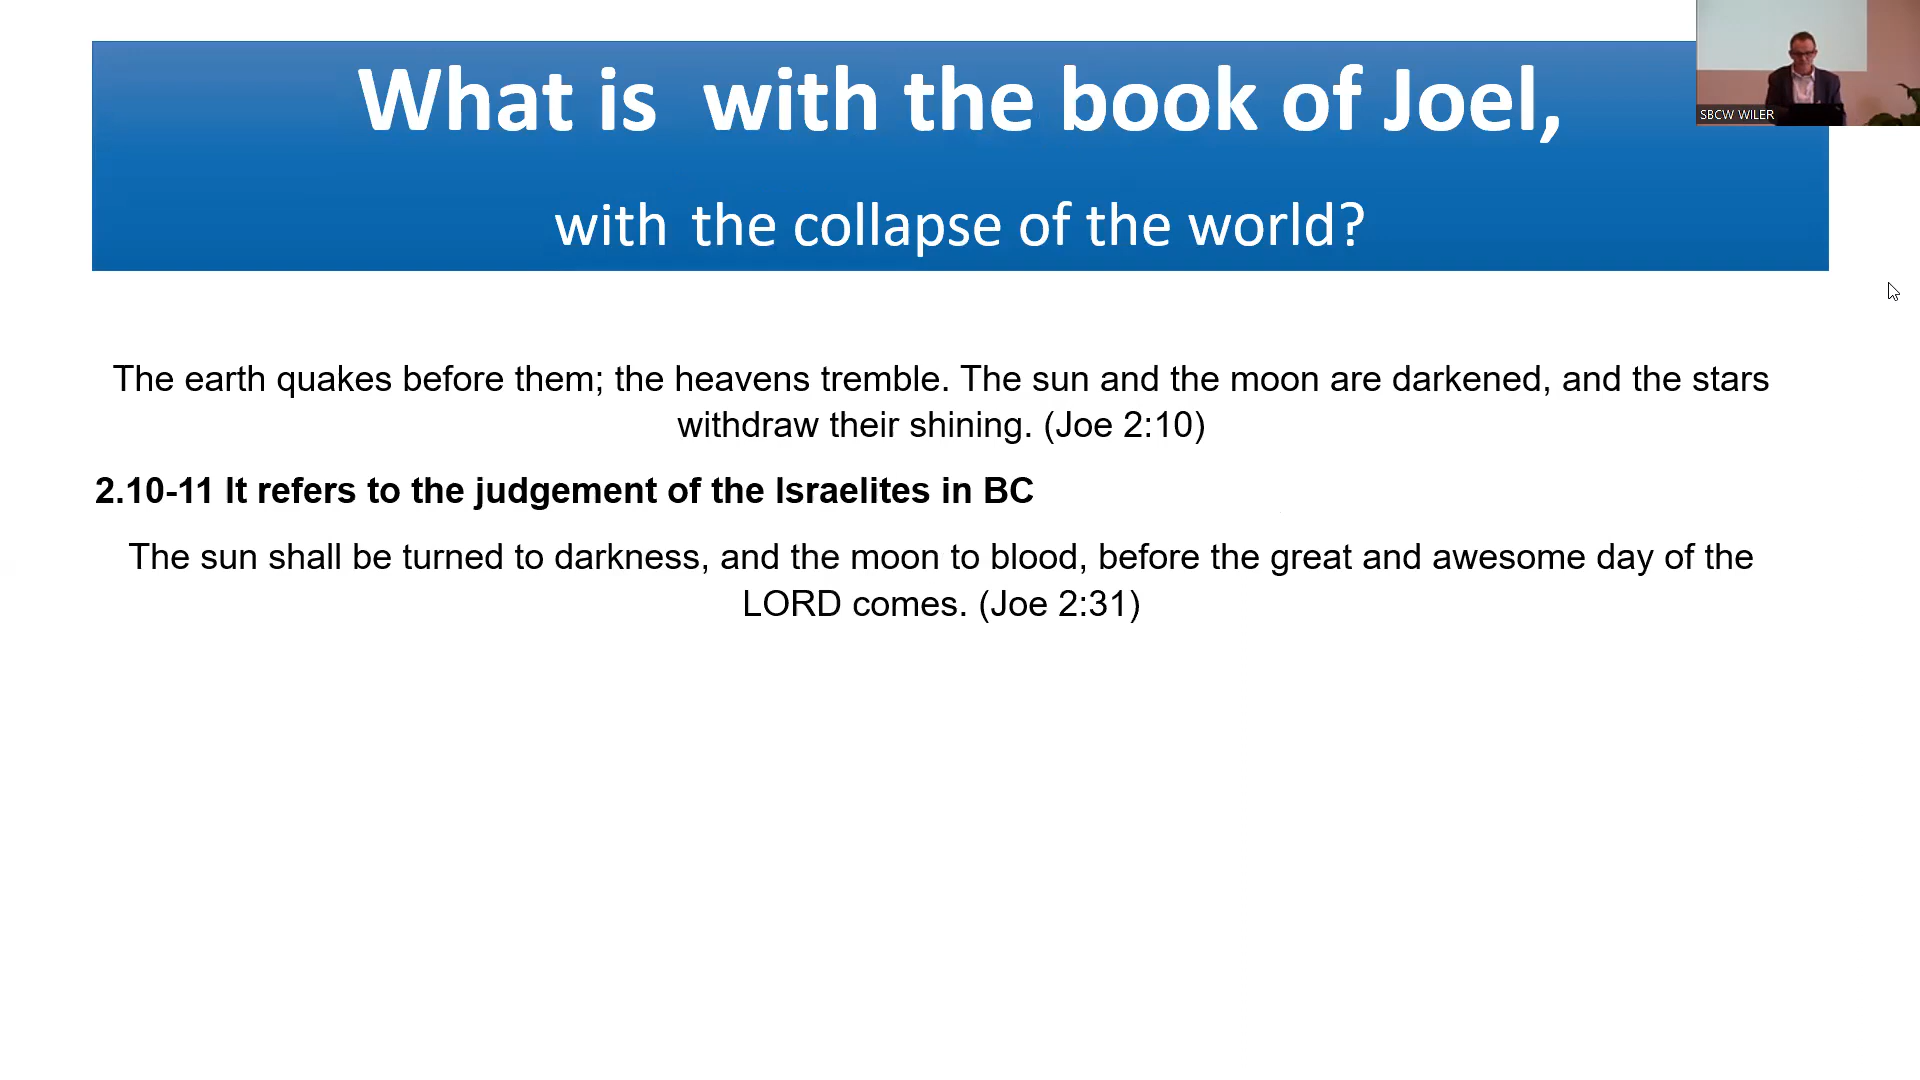 What is  with the book of Joel,
with the collapse of the world?
SBCW WILER
The earth quakes before them; the heavens tremble. The sun and the moon are darkened, and the stars
withdraw their shining. (Joe 2:10)
2.10-11 It refers to the judgement of the Israelites in BC
The sun shall be turned to darkness, and the moon to blood, before the great and awesome day of the
LORD comes. (Joe 2:31)